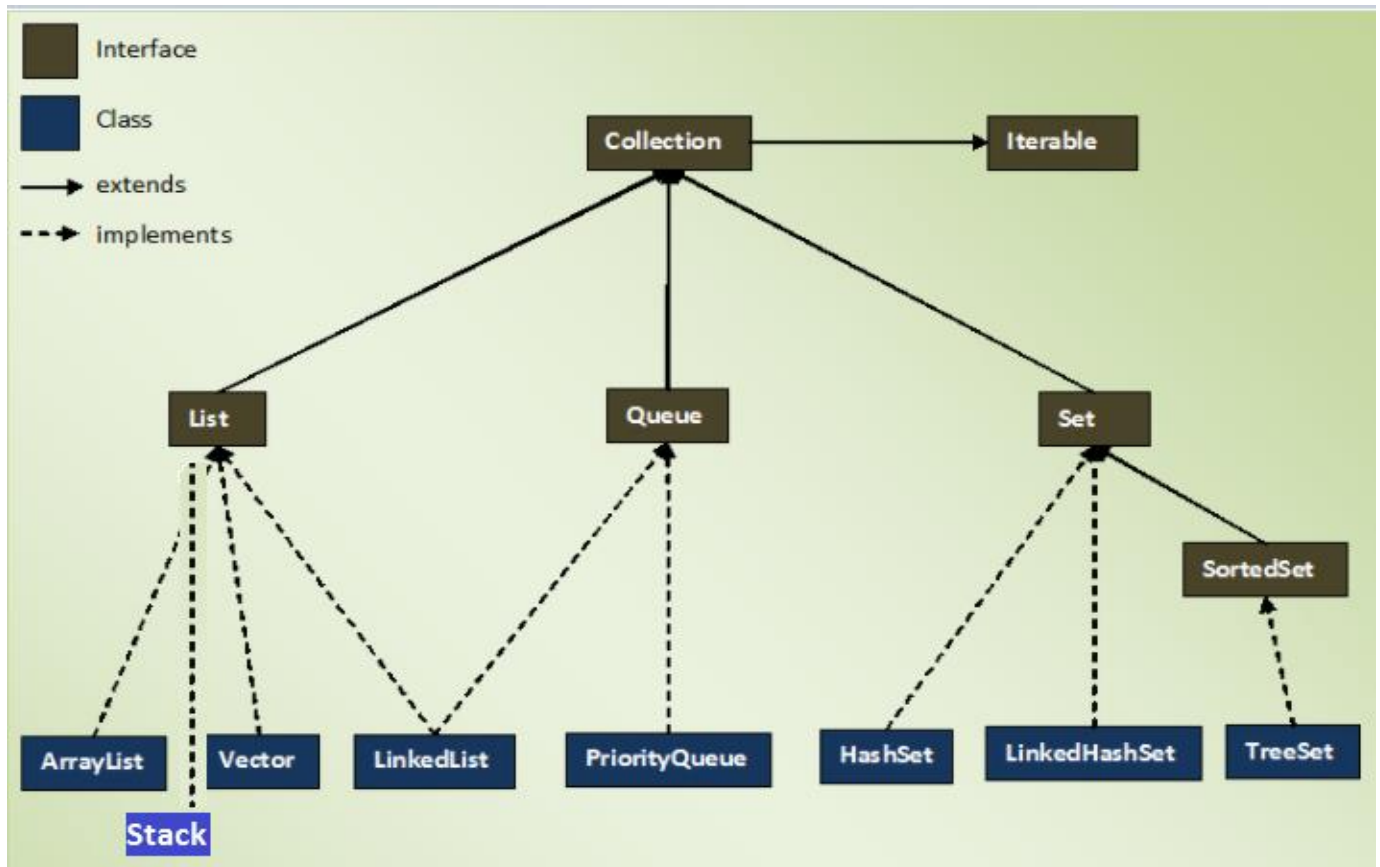 Interface
Class
extends
implements
Collection
Iterable
List
Queue
Set
SortedSet
ArrayList
Vector
LinkedList
PriorityQueue
HashSet
LinkedHashSet
TreeSet
Stack